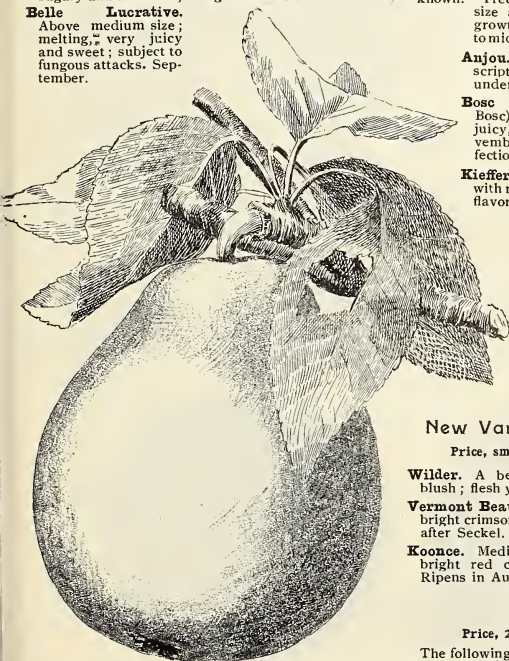 Belle Lucrative.
Above medium size;
melting, very juicy
and sweet; subject to
fungous attacks. Sep-
tember.
known.
size
growt
to mid
Anjou.
script
under
Bosc
Bosc)
juicy,
vemb
fectio
Kieffer
with r
flavor
New Var
Price, sm
Wilder. A be
blush; flesh y
Vermont Beau
bright crimso
after Seckel.
Koonce. Medi
bright red c
Ripens in Au
Price, 2
The following